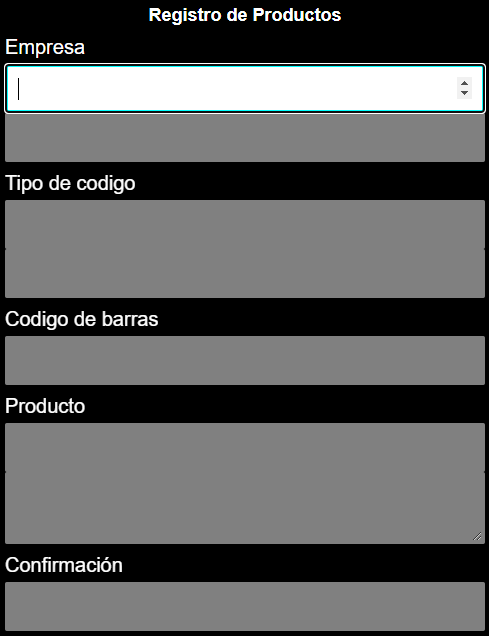 Registro de Productos
Empresa
Tipo de codigo
Codigo de barras
Producto
Confirmación